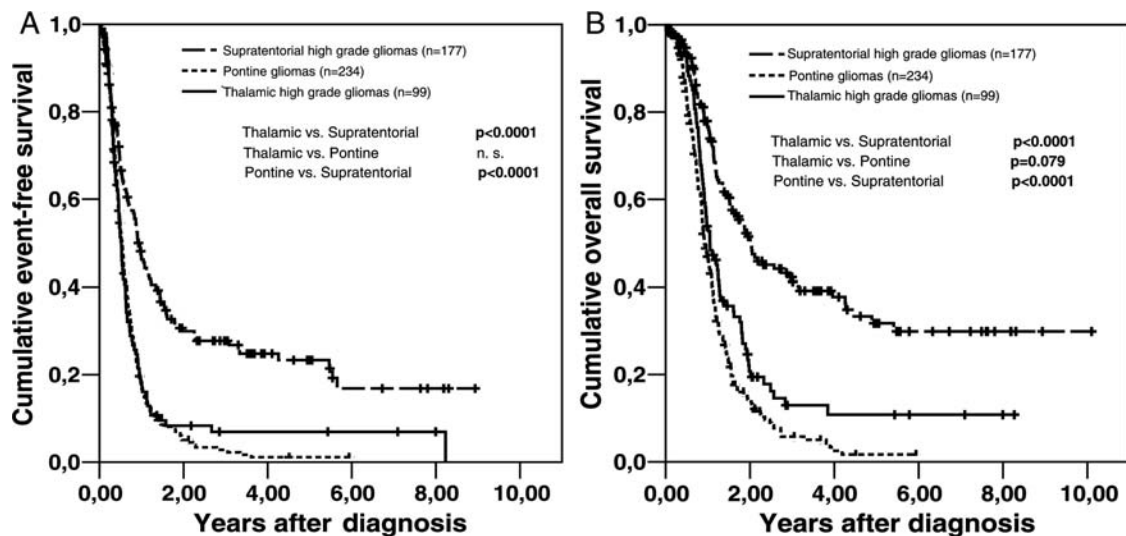 A
Cumulative event-free survival
1,0
0,8
0,6
0,4
0,2
0,0
Supratentorial high grade gliomas (n=177)
Pontine gliomas (n=234)
Thalamic high grade gliomas (n=99)
Thalamic vs. Supratentorial p<0.0001
Thalamic vs. Pontine n. s.
Pontine vs. Supratentorial p<0.0001
0,00 2,00 4,00 6,00 8,00 10,00
Years after diagnosis
B
Cumulative overall survival
1,0
0,8
0,6
0,4
0,2
0,0
Supratentorial high grade gliomas (n=177)
Pontine gliomas (n=234)
Thalamic high grade gliomas (n=99)
Thalamic vs. Supratentorial p<0.0001
Thalamic vs. Pontine p=0.079
Pontine vs. Supratentorial p<0.0001
0,00 2,00 4,00 6,00 8,00 10,00
Years after diagnosis